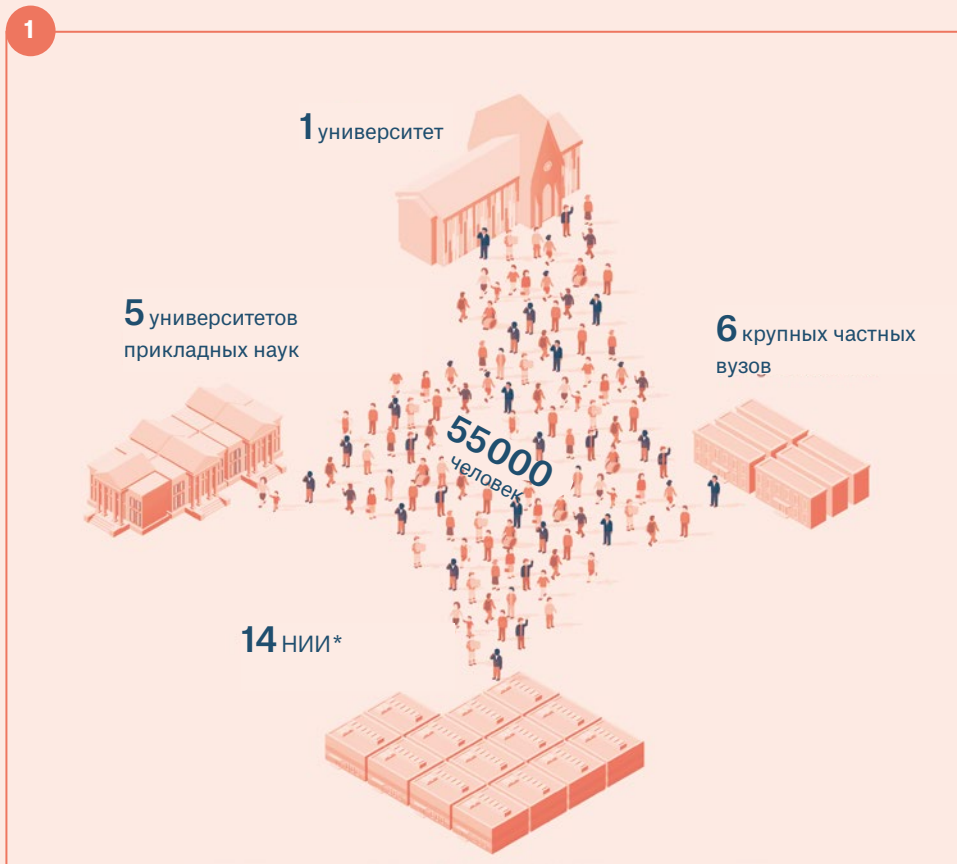 1
1 университет
5 университетов
прикладных наук
6 крупных частных
вузов
55000
человек
14 НИИ*